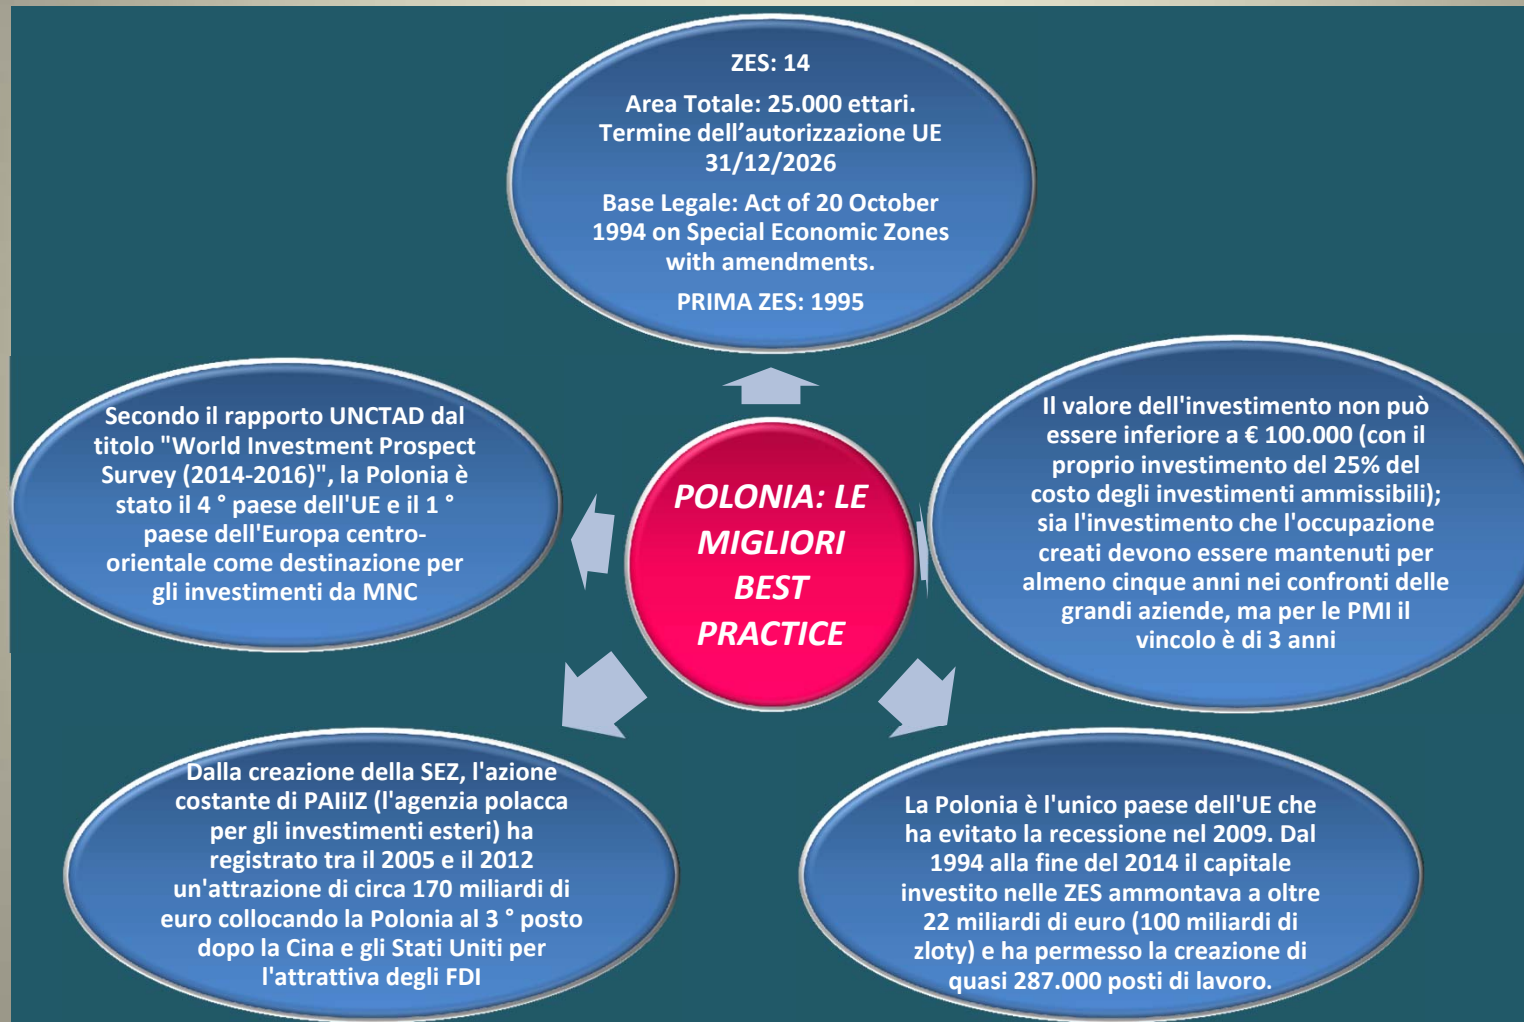 ZES: 14
Area Totale: 25.000 ettari.
Termine dell’autorizzazione UE
31/12/2026
Base Legale: Act of 20 October
1994 on Special Economic Zones
with amendments.
PRIMA ZES: 1995
Secondo il rapporto UNCTAD dal
titolo "World Investment Prospect
Survey (2014-2016)", la Polonia è
stato il 4 ° paese dell'UE e il 1 °
paese dell'Europa centro-
orientale come destinazione per
gli investimenti da MNC
POLONIA: LE
MIGLIORI
BEST
PRACTICE
Il valore dell'investimento non può
essere inferiore a € 100.000 (con il
proprio investimento del 25% del
costo degli investimenti ammissibili);
sia l'investimento che l'occupazione
creati devono essere mantenuti per
almeno cinque anni nei confronti delle
grandi aziende, ma per le PMI il
vincolo è di 3 anni
Dalla creazione della SEZ, l'azione
costante di PAIiIZ (l'agenzia polacca
per gli investimenti esteri) ha
registrato tra il 2005 e il 2012
un'attrazione di circa 170 miliardi di
euro collocando la Polonia al 3 ° posto
dopo la Cina e gli Stati Uniti per
l'attrattiva degli FDI
La Polonia è l'unico paese dell'UE che
ha evitato la recessione nel 2009. Dal
1994 alla fine del 2014 il capitale
investito nelle ZES ammontava a oltre
22 miliardi di euro (100 miliardi di
zloty) e ha permesso la creazione di
quasi 287.000 posti di lavoro.